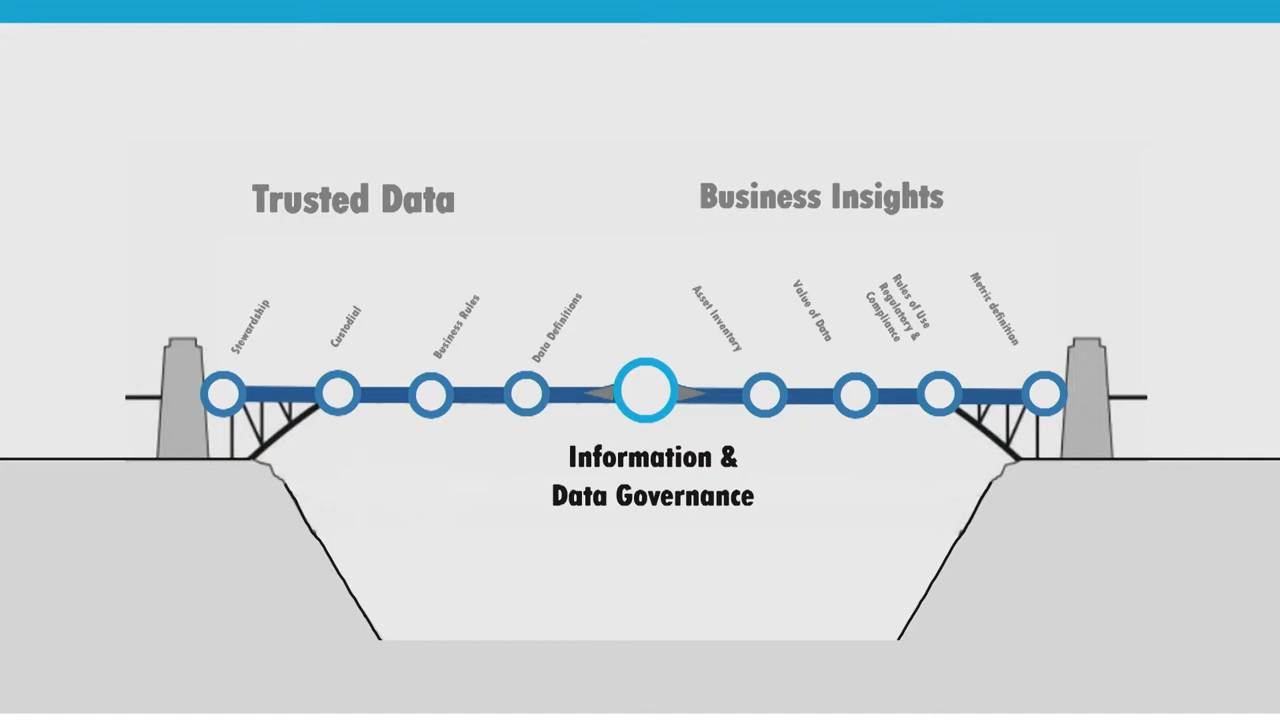 Trusted Data
Business Insights
Stewardship
Custodial
Business Rules
Data Definitions
Asset Inventory
Value of Data
Rules of Use
Regulatory &
Compliance
Metric definition
Information &
Data Governance